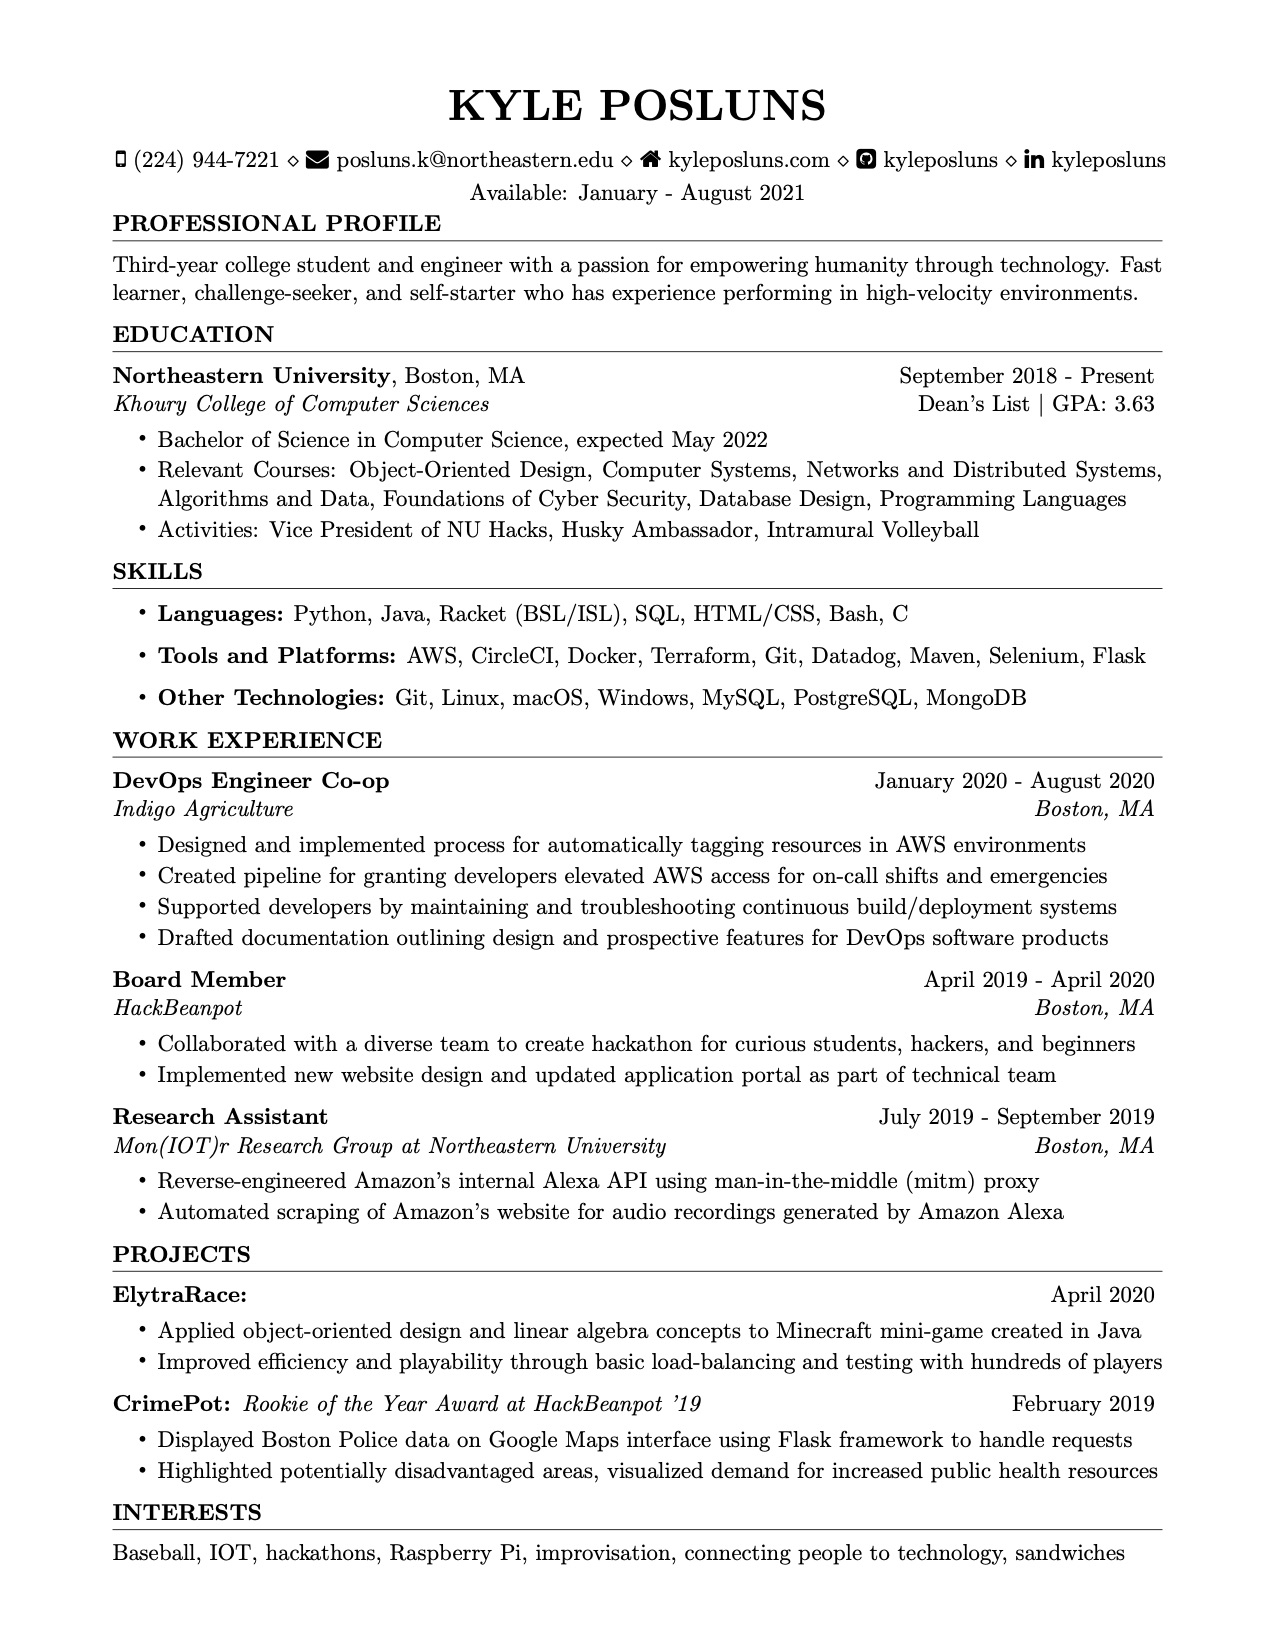 KYLE POSLUNS
(224) 944-7221 ⋄ posluns.k@northeastern.edu ⋄ kyleposluns.com ⋄ kyleposluns ⋄ in kyleposluns
Available: January - August 2021
PROFESSIONAL PROFILE
Third-year college student and engineer with a passion for empowering humanity through technology. Fast
learner, challenge-seeker, and self-starter who has experience performing in high-velocity environments.
EDUCATION
Northeastern University, Boston, MA September 2018 - Present
Khoury College of Computer Sciences Dean's List | GPA: 3.63
• Bachelor of Science in Computer Science, expected May 2022
• Relevant Courses: Object-Oriented Design, Computer Systems, Networks and Distributed Systems,
Algorithms and Data, Foundations of Cyber Security, Database Design, Programming Languages
• Activities: Vice President of NU Hacks, Husky Ambassador, Intramural Volleyball
SKILLS
• Languages: Python, Java, Racket (BSL/ISL), SQL, HTML/CSS, Bash, C
• Tools and Platforms: AWS, CircleCI, Docker, Terraform, Git, Datadog, Maven, Selenium, Flask
• Other Technologies: Git, Linux, macOS, Windows, MySQL, PostgreSQL, MongoDB
WORK EXPERIENCE
DevOps Engineer Co-op January 2020 - August 2020
Indigo Agriculture Boston, MA
• Designed and implemented process for automatically tagging resources in AWS environments
• Created pipeline for granting developers elevated AWS access for on-call shifts and emergencies
• Supported developers by maintaining and troubleshooting continuous build/deployment systems
• Drafted documentation outlining design and prospective features for DevOps software products
Board Member April 2019 - April 2020
HackBeanpot Boston, MA
• Collaborated with a diverse team to create hackathon for curious students, hackers, and beginners
• Implemented new website design and updated application portal as part of technical team
Research Assistant July 2019 - September 2019
Mon(IOT)r Research Group at Northeastern University Boston, MA
• Reverse-engineered Amazon's internal Alexa API using man-in-the-middle (mitm) proxy
• Automated scraping of Amazon's website for audio recordings generated by Amazon Alexa
PROJECTS
ElytraRace: April 2020
• Applied object-oriented design and linear algebra concepts to Minecraft mini-game created in Java
• Improved efficiency and playability through basic load-balancing and testing with hundreds of players
CrimePot: Rookie of the Year Award at HackBeanpot '19 February 2019
• Displayed Boston Police data on Google Maps interface using Flask framework to handle requests
• Highlighted potentially disadvantaged areas, visualized demand for increased public health resources
INTERESTS
Baseball, IOT, hackathons, Raspberry Pi, improvisation, connecting people to technology, sandwiches